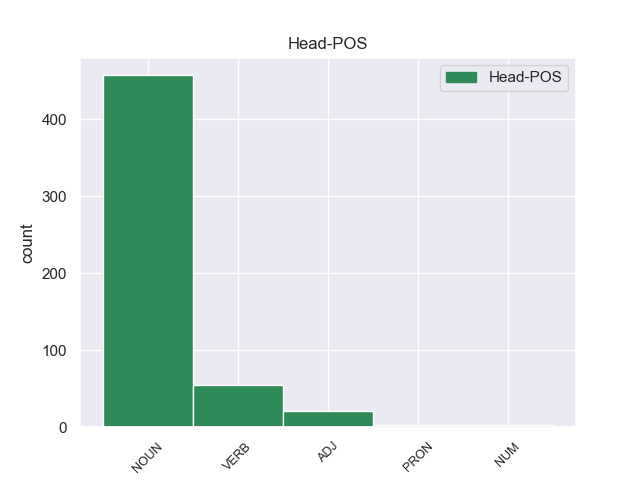 Head-POS
Head-POS
count
400
300
200
100
0
NOUN
VERB
ADJ
PRON
NUM